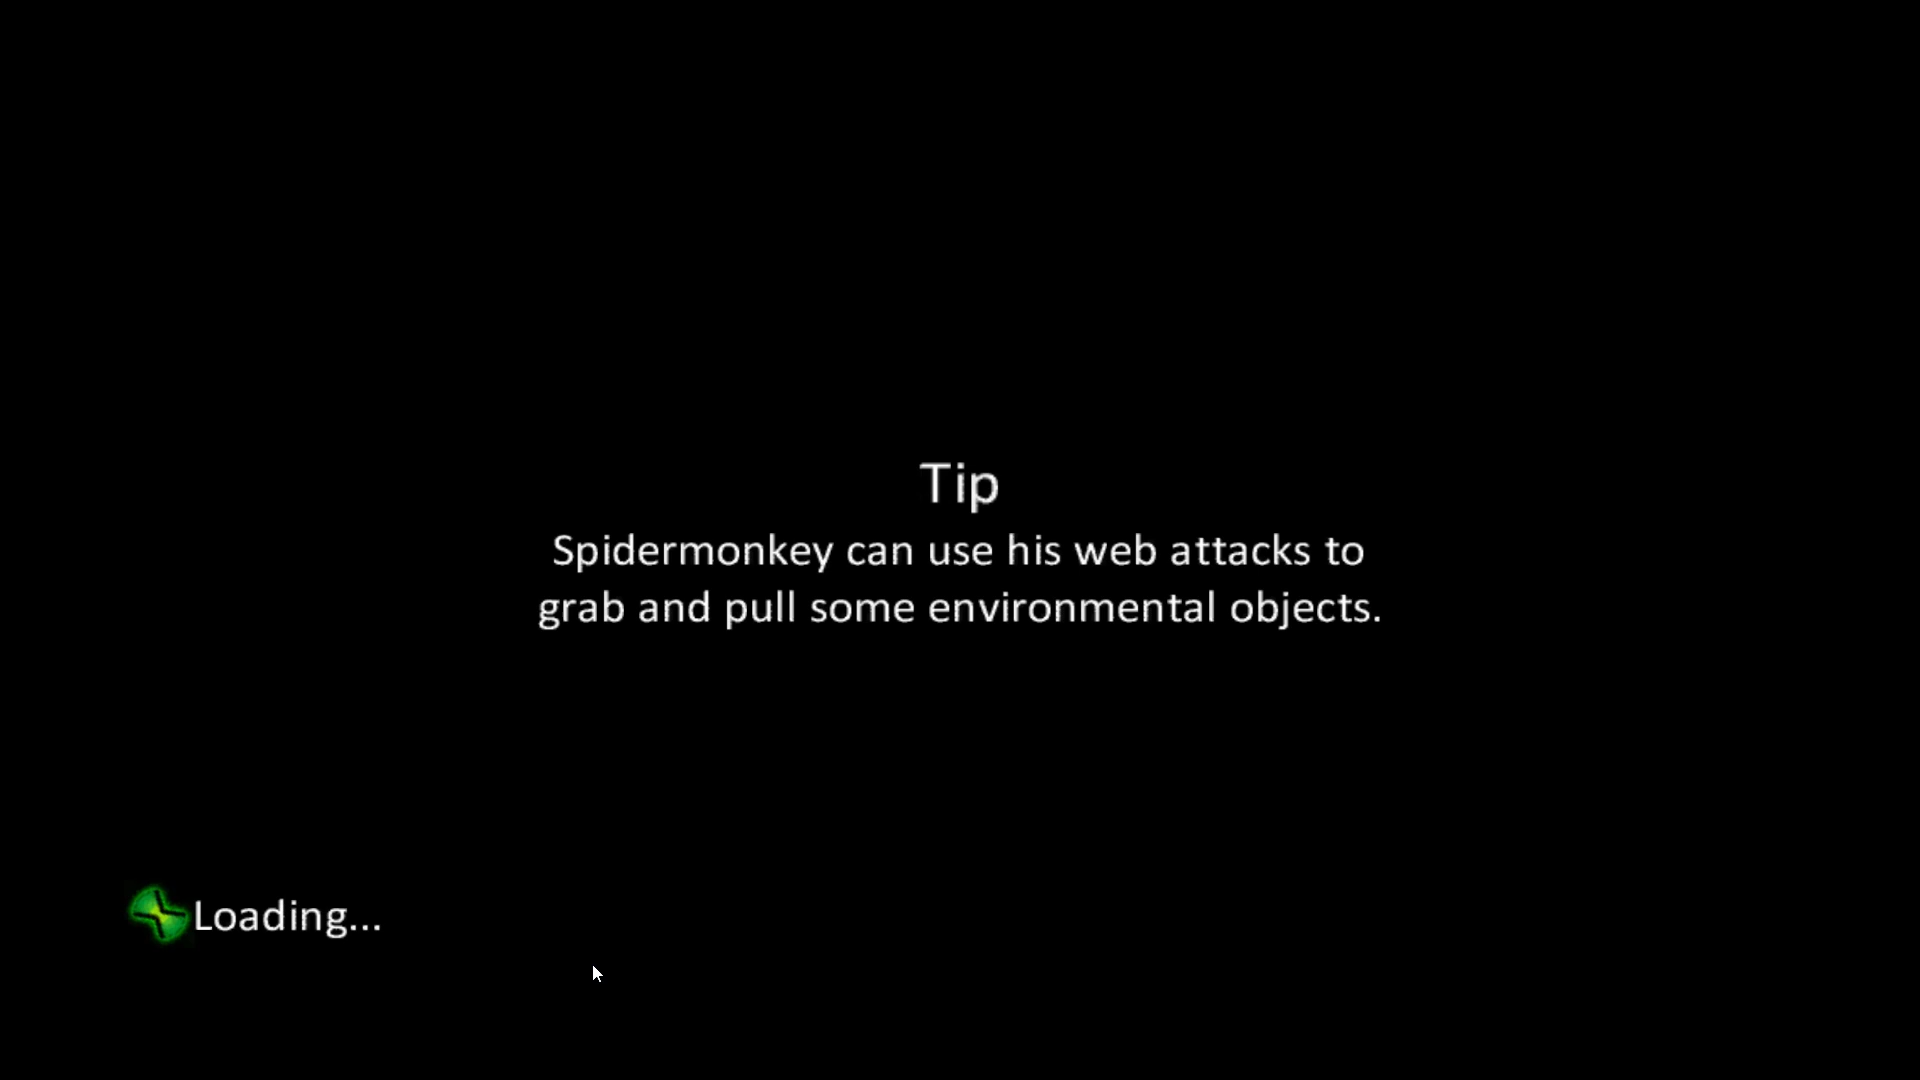 Tip
Spidermonkey can use his web attacks to
grab and pull some environmental objects.
Loading...